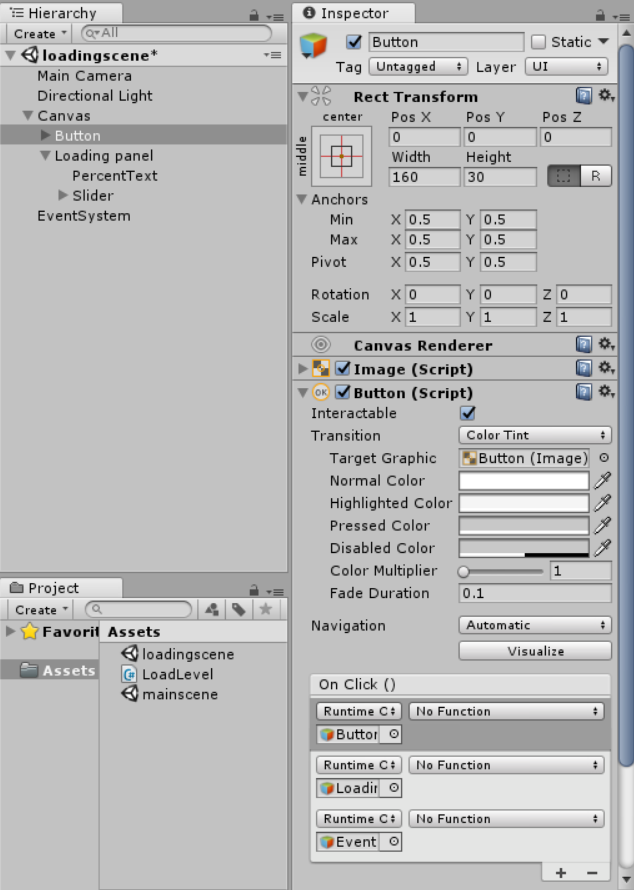 Hierarchy
Create
All
loadingscene*
Main Camera
Directional Light
Canvas
Button
Loading panel
PercentText
Slider
EventSystem
Project
Create
Favorit
Assets
Assets
loadingscene
LoadLevel
mainscene
Inspector
Button
Static
Tag Untagged Layer UI
Rect Transform
center
middle
Pos X Pos Y Pos Z
0 0 0
Width Height
160 30
R
Anchors
Min X 0.5 Y 0.5
Max X 0.5 Y 0.5
Pivot X 0.5 Y 0.5
Rotation X 0 Y 0 Z 0
Scale X 1 Y 1 Z 1
Canvas Renderer
Image (Script)
OK Button (Script)
Interactable
Transition Color Tint
Target Graphic Button (Image)
Normal Color
Highlighted Color
Pressed Color
Disabled Color
Color Multiplier 1
Fade Duration 0.1
Navigation Automatic
Visualize
On Click ()
Runtime C No Function
Button
Runtime C No Function
Loadin
Runtime C No Function
Event
+ −